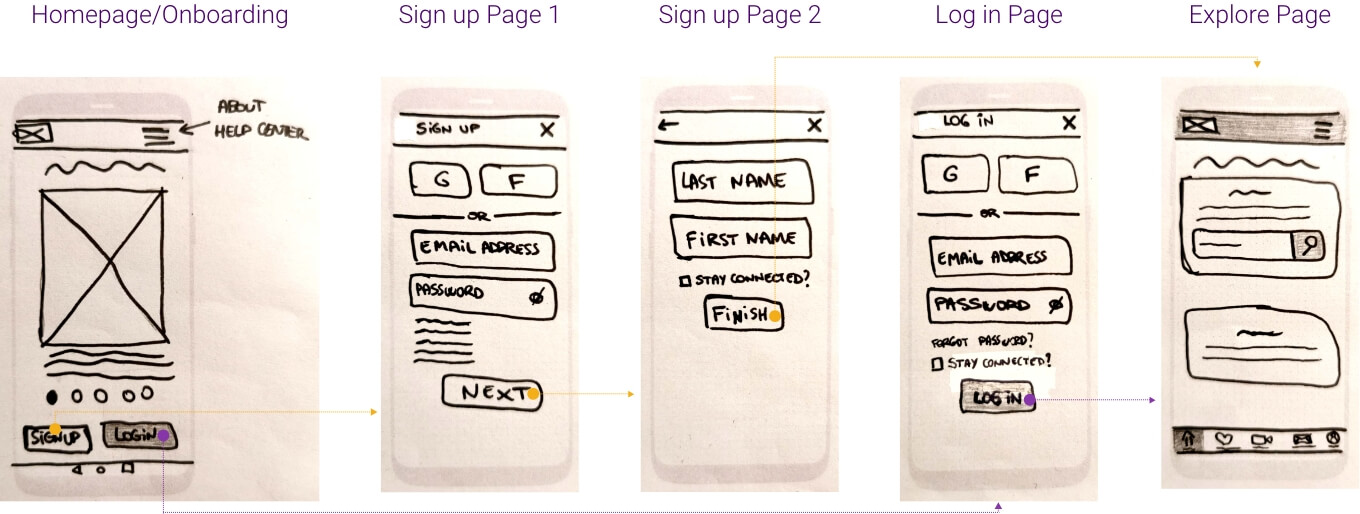 Homepage/Onboarding
Sign up Page 1
Sign up Page 2
Log in Page
Explore Page
ABOUT
HELP CENTER
SIGNUP
LOGIN
SIGN UP X
G F
OR
EMAIL ADDRESS
PASSWORD
NEXT
X
LAST NAME
FIRST NAME
STAY CONNECTED?
FINISH
LOG IN X
G F
OR
EMAIL ADDRESS
PASSWORD
FORGOT PASSWORD?
STAY CONNECTED?
LOG IN